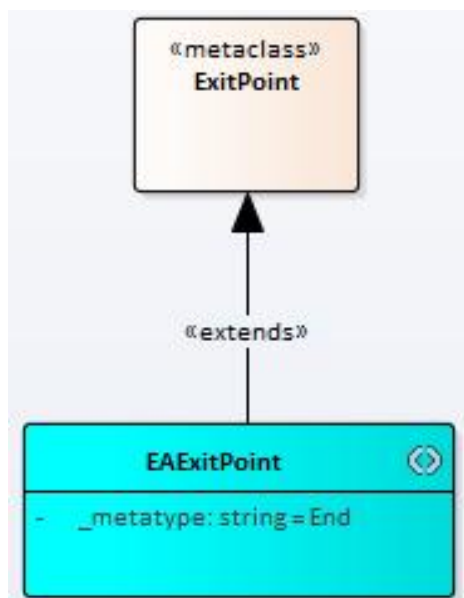 «metaclass»
ExitPoint
«extends»
EAExitPoint
- _metatype: string = End